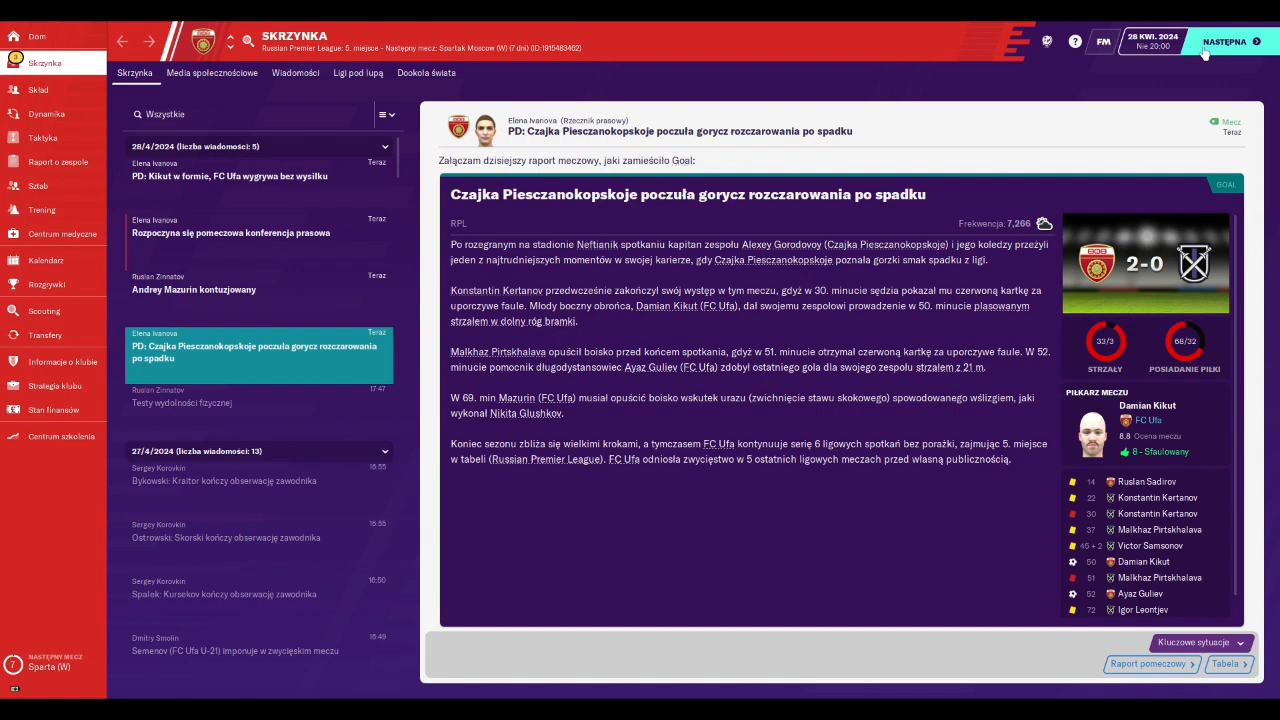 Dom
3
Skrzynka
Skład
Dynamika
Taktyka
Raport o zespole
Sztab
Trening
Centrum medyczne
Kalendarz
Rozgrywki
Scouting
Transfery
Informacje o klubie
Strategia klubu
Stan finansów
Centrum szkolenia
7
NASTĘPNY MECZ
Sparta (W)
SKRZYNKA
Russian Premier League: 5. miejsce - Następny mecz: Spartak Moscow (W) (7 dni) (ID:1915483462)
?
FM
28 KWI. 2024
Nie 20:00
NASTĘPNA
Skrzynka
Media społecznościowe
Wiadomości
Ligi pod lupą
Dookoła świata
Wszystkie
28/4/2024 (liczba wiadomości: 5)
Elena Ivanova Teraz
PD: Kikut w formie, FC Ufa wygrywa bez wysilku
Elena Ivanova Teraz
Rozpoczyna się pomeczowa konferencja prasowa
Ruslan Zinnatov Teraz
Andrey Mazurin kontuzjowany
Elena Ivanova Teraz
PD: Czajka Piesczanokopskoje poczuła gorycz rozczarowania
po spadku
Ruslan Zinnatov 17:47
Testy wydolności fizycznej
27/4/2024 (liczba wiadomości: 13)
Sergey Korovkin 16:55
Bykowski: Kraitor kończy obserwację zawodnika
Sergey Korovkin 16:55
Ostrowski: Skorski kończy obserwację zawodnika
Sergey Korovkin 16:50
Spalek: Kursekov kończy obserwację zawodnika
Dmitry Smolin 16:49
Semenov (FC Ufa U-21) imponuje w zwycięskim meczu
Elena Ivanova (Rzecznik prasowy)
PD: Czajka Piesczanokopskoje poczuła gorycz rozczarowania po spadku
Mecz
Teraz
Załączam dzisiejszy raport meczowy, jaki zamieściło Goal:
GOAL
Czajka Piesczanokopskoje poczuła gorycz rozczarowania po spadku
RPL
Frekwencja: 7,266
Po rozegranym na stadionie Neftianik spotkaniu kapitan zespołu Alexey Gorodovoy (Czajka Piesczanokopskoje) i jego koledzy przeżyli
jeden z najtrudniejszych momentów w swojej karierze, gdy Czajka Piesczanokopskoje poznała gorzki smak spadku z ligi.
Konstantin Kertanov przedwcześnie zakończył swój występ w tym meczu, gdyż w 30. minucie sędzia pokazał mu czerwoną kartkę za
uporczywe faule. Młody boczny obrońca, Damian Kikut (FC Ufa), dał swojemu zespołowi prowadzenie w 50. minucie plasowanym
strzałem w dolny róg bramki.
Malkhaz Pirtskhalava opuścił boisko przed końcem spotkania, gdyż w 51. minucie otrzymał czerwoną kartkę za uporczywe faule. W 52.
minucie pomocnik długodystansowiec Ayaz Guliev (FC Ufa) zdobył ostatniego gola dla swojego zespołu strzałem z 21 m.
W 69. min Mazurin (FC Ufa) musiał opuścić boisko wskutek urazu (zwichnięcie stawu skokowego) spowodowanego wślizgiem, jaki
wykonał Nikita Glushkov.
Koniec sezonu zbliża się wielkimi krokami, a tymczasem FC Ufa kontynuuje serię 6 ligowych spotkań bez porażki, zajmując 5. miejsce
w tabeli (Russian Premier League). FC Ufa odniosła zwycięstwo w 5 ostatnich ligowych meczach przed własną publicznością.
2-0
33/3
STRZAŁY
68/32
POSIADANIE PIŁKI
PIŁKARZ MECZU
Damian Kikut
FC Ufa
8.8 Ocena meczu
8 - Sfaulowany
14 Ruslan Sadirov
22 Konstantin Kertanov
30 Konstantin Kertanov
37 Malkhaz Pirtskhalava
45 + 2 Victor Samsonov
50 Damian Kikut
51 Malkhaz Pirtskhalava
52 Ayaz Guliev
72 Igor Leontjev
Kluczowe sytuacje
Raport pomeczowy
Tabela